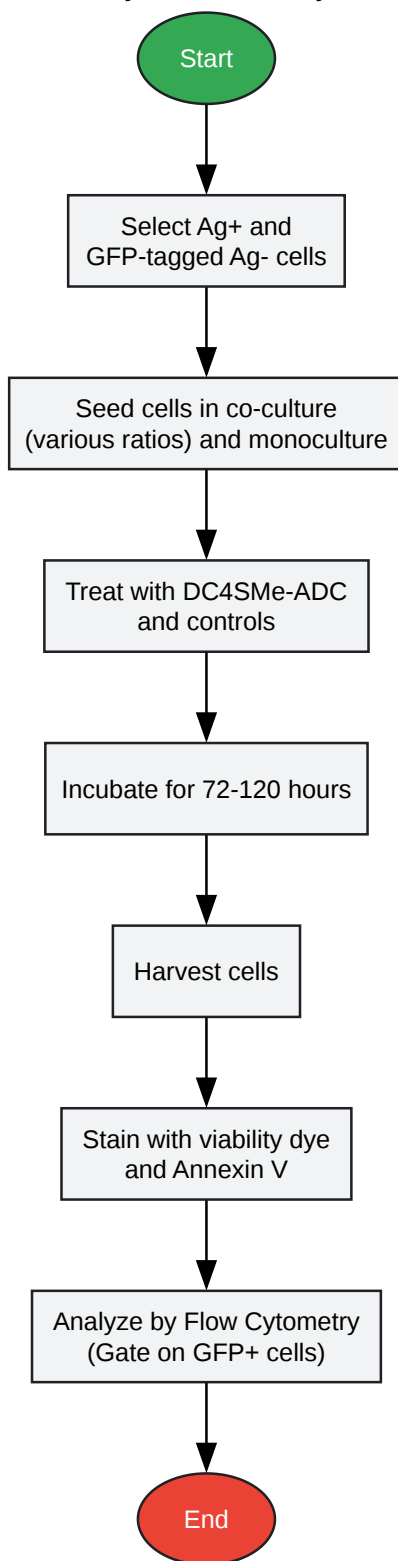 Start
Select Ag+ and
GFP-tagged Ag- cells
Seed cells in co-culture
(various ratios) and monoculture
Treat with DC4SMe-ADC
and controls
Incubate for 72-120 hours
Harvest cells
Stain with viability dye
and Annexin V
Analyze by Flow Cytometry
(Gate on GFP+ cells)
End